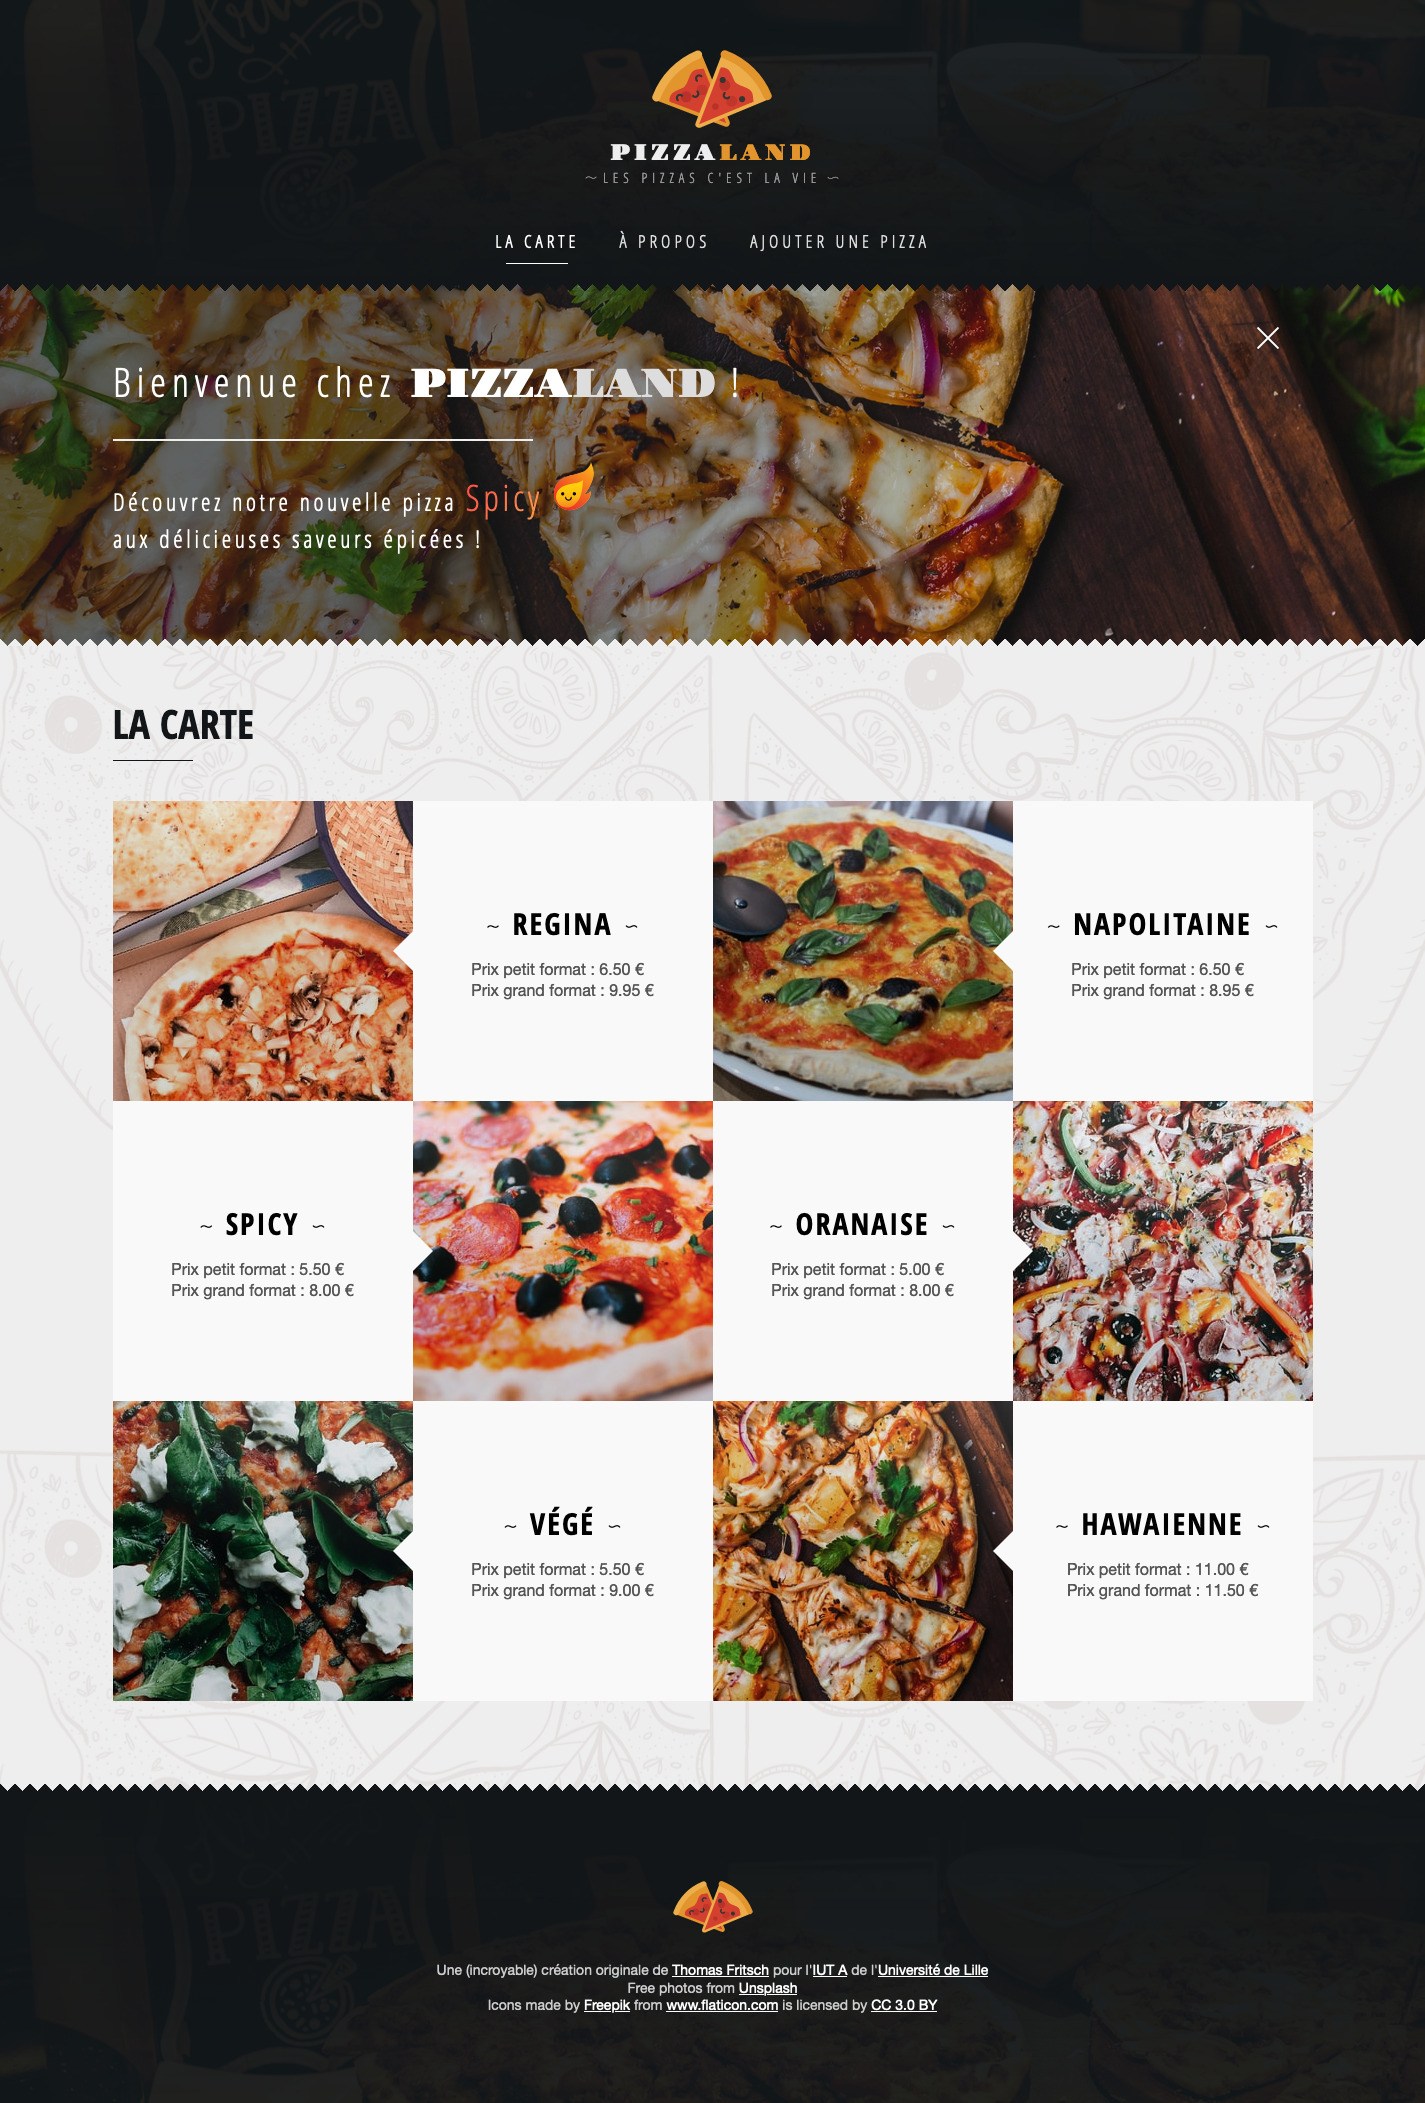 PIZZA
PIZZALAND
~ LES PIZZAS C'EST LA VIE ~
LA CARTE
À PROPOS
AJOUTER UNE PIZZA
Bienvenue chez PIZZALAND !
Découvrez notre nouvelle pizza Spicy
aux délicieuses saveurs épicées !
LA CARTE
~ REGINA ~
Prix petit format : 6.50 €
Prix grand format : 9.95 €
~ NAPOLITAINE ~
Prix petit format : 6.50 €
Prix grand format : 8.95 €
~ SPICY ~
Prix petit format : 5.50 €
Prix grand format : 8.00 €
~ ORANAISE ~
Prix petit format : 5.00 €
Prix grand format : 8.00 €
~ VÉGÉ ~
Prix petit format : 5.50 €
Prix grand format : 9.00 €
~ HAWAIENNE ~
Prix petit format : 11.00 €
Prix grand format : 11.50 €
PIZZA
Une (incroyable) création originale de Thomas Fritsch pour l'IUT A de l'Université de Lille
Free photos from Unsplash
Icons made by Freepik from www.flaticon.com is licensed by CC 3.0 BY